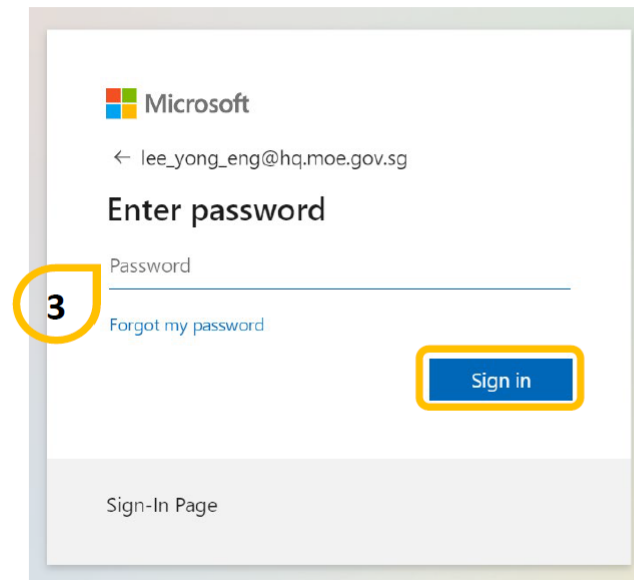 Microsoft
← lee_yong_eng@hq.moe.gov.sg
Enter password
Password
3
Forgot my password
Sign in
Sign-In Page